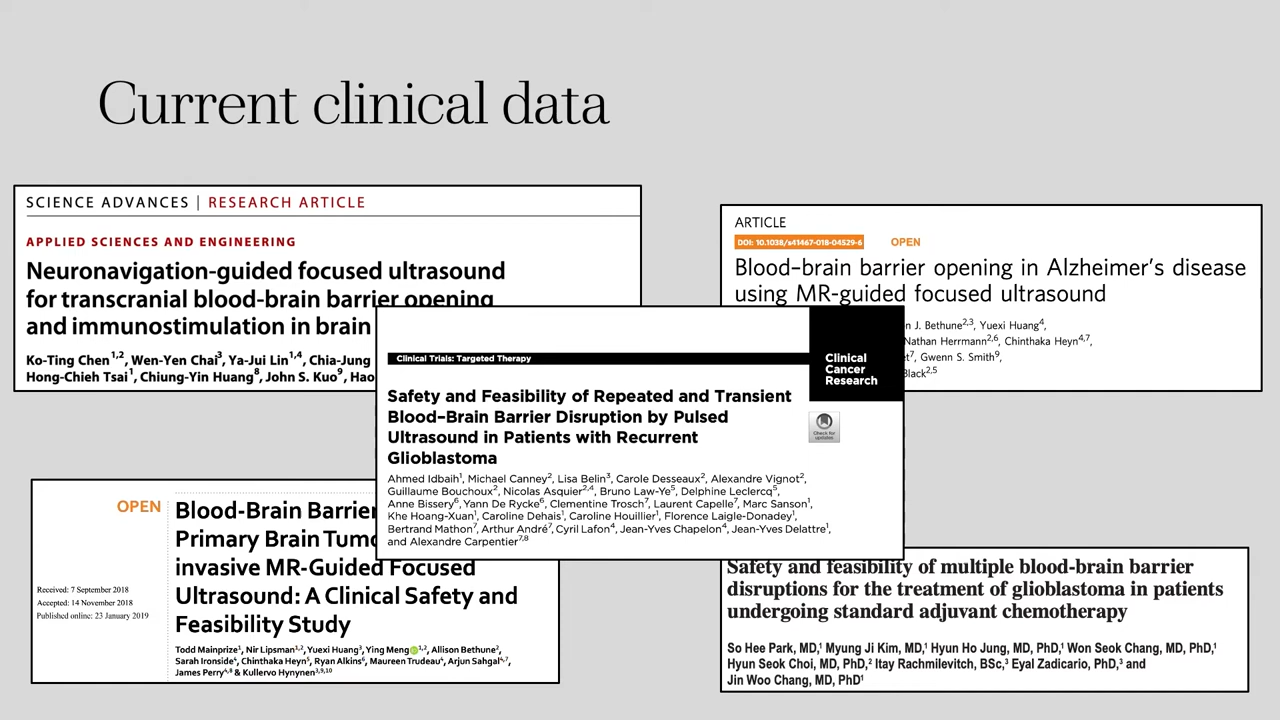 Current clinical data
SCIENCE ADVANCES | RESEARCH ARTICLE
APPLIED SCIENCES AND ENGINEERING
Neuronavigation-guided focused ultrasound
for transcranial blood-brain barrier opening
and immunostimulation in brain
Ko-Ting Chen1,2, Wen-Yen Chai3, Ya-Jui Lin1,4, Chia-Jung
Hong-Chieh Tsai1, Chiung-Yin Huang8, John S. Kuo9, Hao
ARTICLE
DOI: 10.1038/s41467-018-04529-6 OPEN
Blood–brain barrier opening in Alzheimer's disease
using MR-guided focused ultrasound
n J. Bethune2,3, Yuexi Huang4,
Nathan Herrmann2,6, Chinthaka Heyn4,7,
t7, Gwenn S. Smith9,
Black2,5
Clinical Trials: Targeted Therapy
Clinical
Cancer
Research
Safety and Feasibility of Repeated and Transient
Blood–Brain Barrier Disruption by Pulsed
Ultrasound in Patients with Recurrent
Glioblastoma
Check for
updates
Ahmed Idbaih1, Michael Canney2, Lisa Belin3, Carole Desseaux2, Alexandre Vignot2,
Guillaume Bouchoux2, Nicolas Asquier2,4, Bruno Law-Ye5, Delphine Leclercq5,
Anne Bissery6, Yann De Rycke6, Clementine Trosch7, Laurent Capelle7, Marc Sanson1,
Khe Hoang-Xuan1, Caroline Dehais1, Caroline Houillier1, Florence Laigle-Donadey1,
Bertrand Mathon7, Arthur André7, Cyril Lafon4, Jean-Yves Chapelon4, Jean-Yves Delattre1,
and Alexandre Carpentier7,8
OPEN
Blood-Brain Barrier
Primary Brain Tumo
invasive MR-Guided Focused
Ultrasound: A Clinical Safety and
Feasibility Study
Received: 7 September 2018
Accepted: 14 November 2018
Published online: 23 January 2019
Todd Mainprize1, Nir Lipsman1,2, Yuexi Huang3, Ying Meng1,2, Allison Bethune2,
Sarah Ironside4, Chinthaka Heyn5, Ryan Alkins6, Maureen Trudeau4, Arjun Sahgal4,7,
James Perry4,8 & Kullervo Hynynen3,9,10
Safety and feasibility of multiple blood-brain barrier
disruptions for the treatment of glioblastoma in patients
undergoing standard adjuvant chemotherapy
So Hee Park, MD,1 Myung Ji Kim, MD,1 Hyun Ho Jung, MD, PhD,1 Won Seok Chang, MD, PhD,1
Hyun Seok Choi, MD, PhD,2 Itay Rachmilevitch, BSc,3 Eyal Zadicario, PhD,3 and
Jin Woo Chang, MD, PhD1